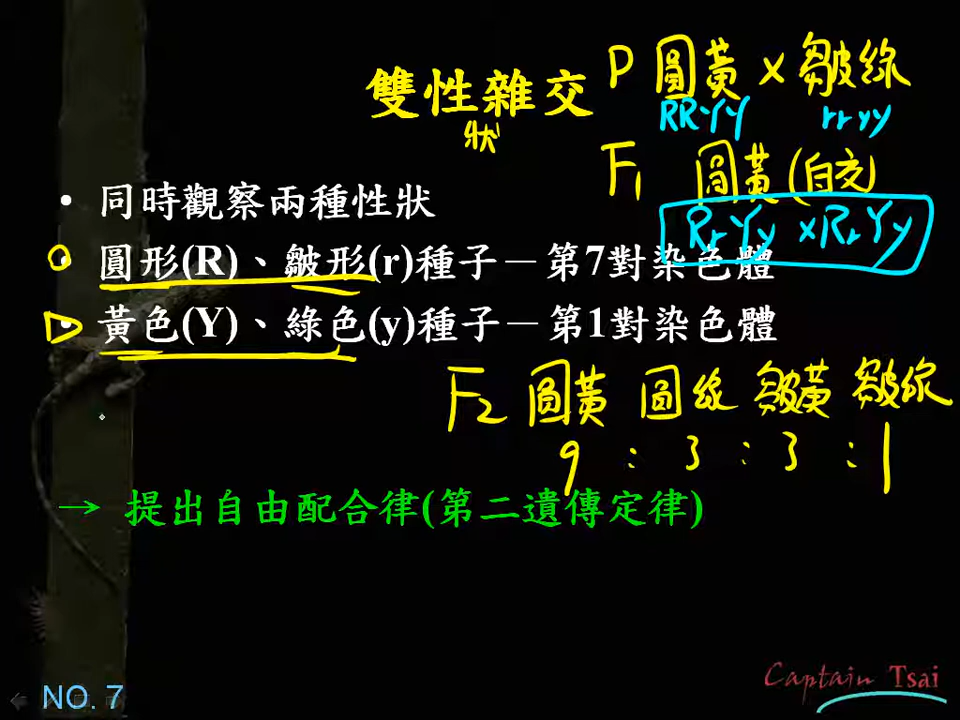 P 圓黃 x 皺綠
雙性雜交
狀
RRYY rryy
F1 圓黃(自交)
• 同時觀察兩種性狀
RrYy x RrYy
圓形(R)、皺形(r)種子－第7對染色體
黃色(Y)、綠色(y)種子－第1對染色體
F2 圓黃 圓綠 皺黃 皺綠
9 : 3 : 3 : 1
→ 提出自由配合律(第二遺傳定律)
Captain Tsai
NO. 7